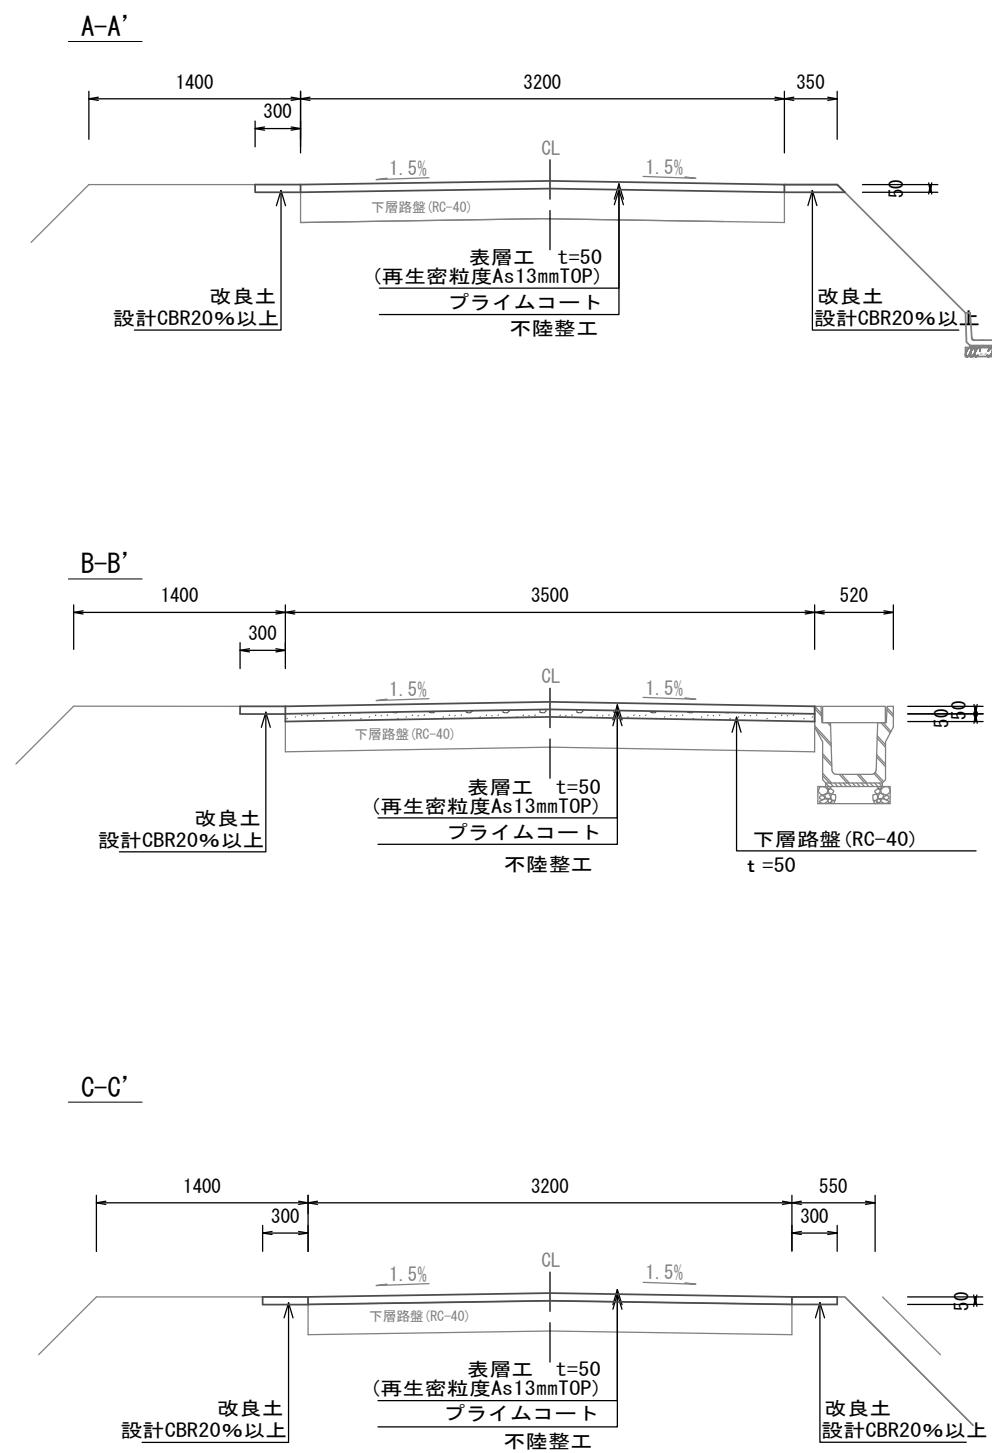 A-A’
1400
3200
350
300
CL
1.5%
1.5%
50
下層路盤(RC-40)
表層工 t=50
(再生密粒度As13mmTOP)
プライムコート
不陸整工
改良土
設計CBR20%以上
改良土
設計CBR20%以上
B-B’
1400
3500
520
300
CL
1.5%
1.5%
50
50
下層路盤(RC-40)
表層工 t=50
(再生密粒度As13mmTOP)
プライムコート
不陸整工
改良土
設計CBR20%以上
下層路盤(RC-40)
t=50
C-C’
1400
3200
550
300
300
CL
1.5%
1.5%
50
下層路盤(RC-40)
表層工 t=50
(再生密粒度As13mmTOP)
プライムコート
不陸整工
改良土
設計CBR20%以上
改良土
設計CBR20%以上